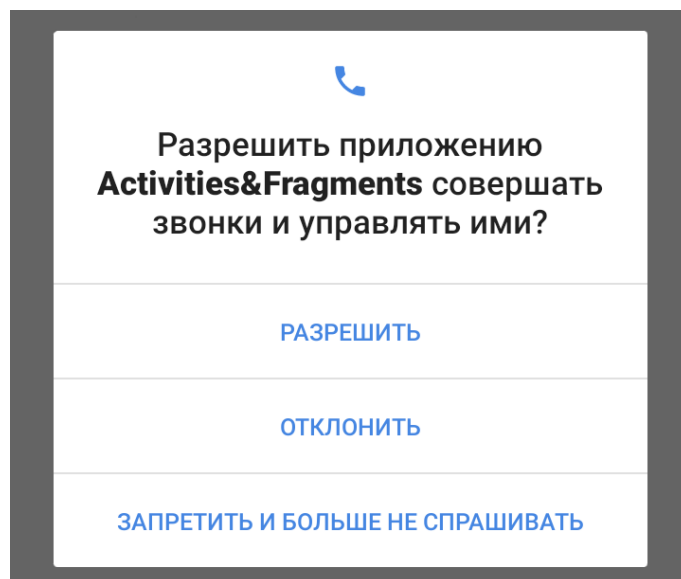 Разрешить приложению
Activities&Fragments совершать
звонки и управлять ими?
РАЗРЕШИТЬ
ОТКЛОНИТЬ
ЗАПРЕТИТЬ И БОЛЬШЕ НЕ СПРАШИВАТЬ